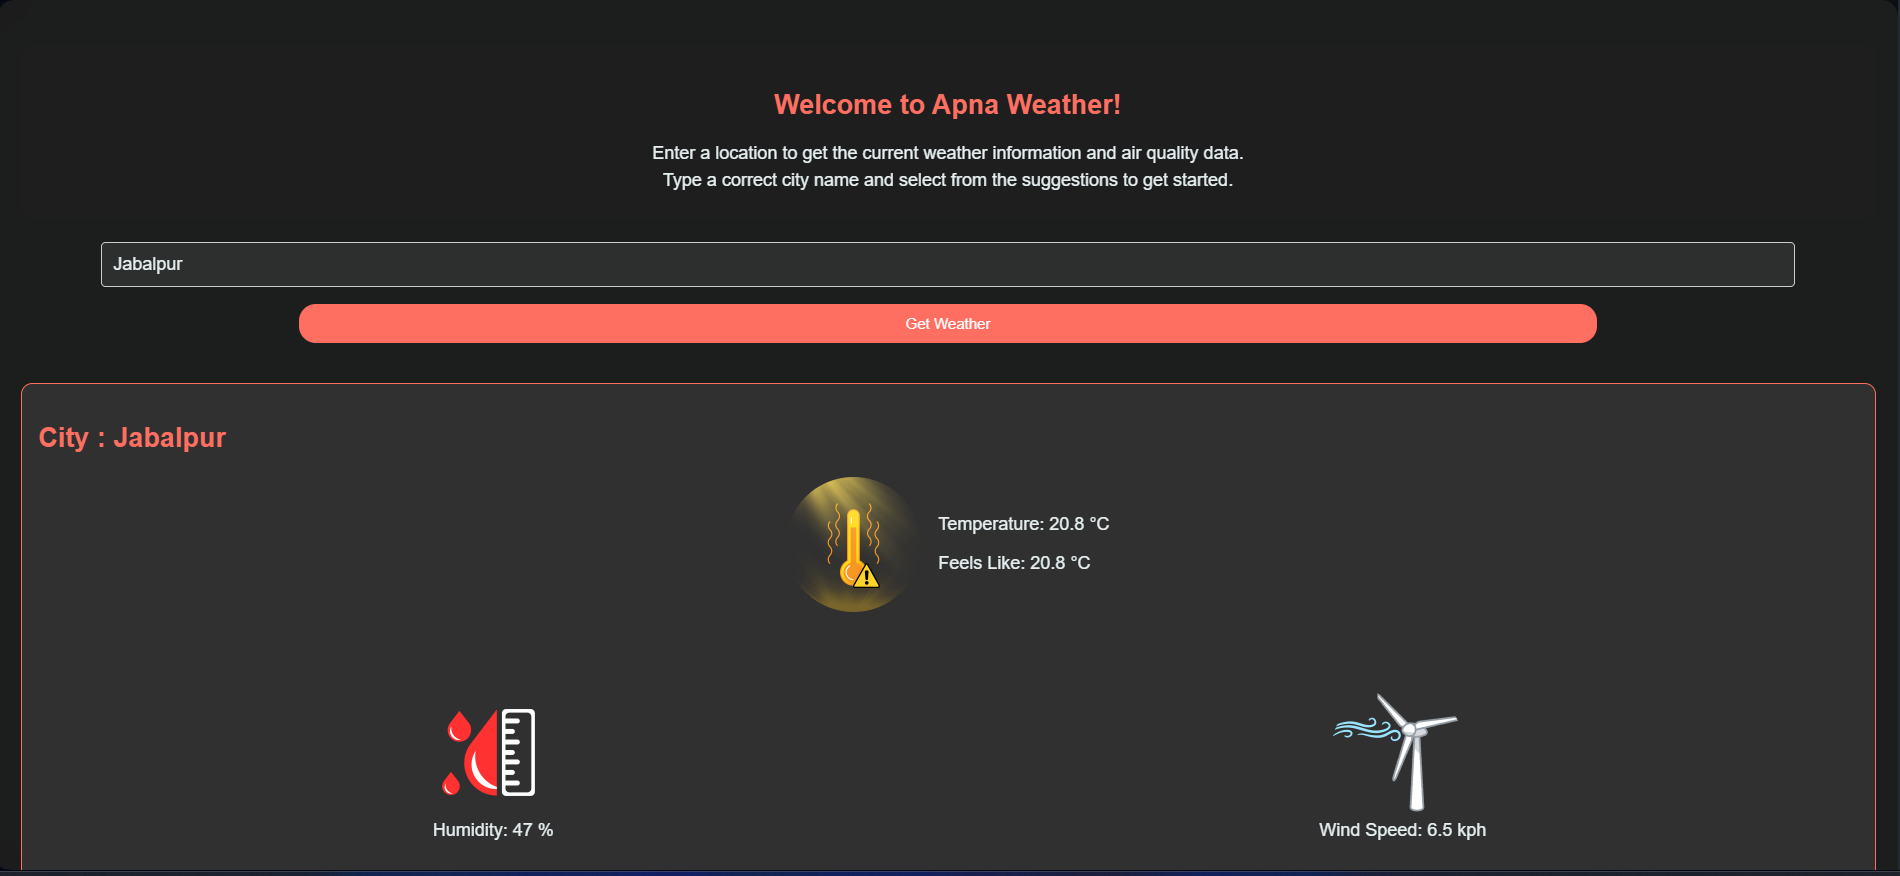 Welcome to Apna Weather!
Enter a location to get the current weather information and air quality data.
Type a correct city name and select from the suggestions to get started.
Jabalpur
Get Weather
City : Jabalpur
Temperature: 20.8 °C
Feels Like: 20.8 °C
Humidity: 47 %
Wind Speed: 6.5 kph